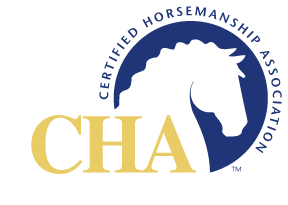 CERTIFIED HORSEMANSHIP ASSOCIATION
CHA
TM